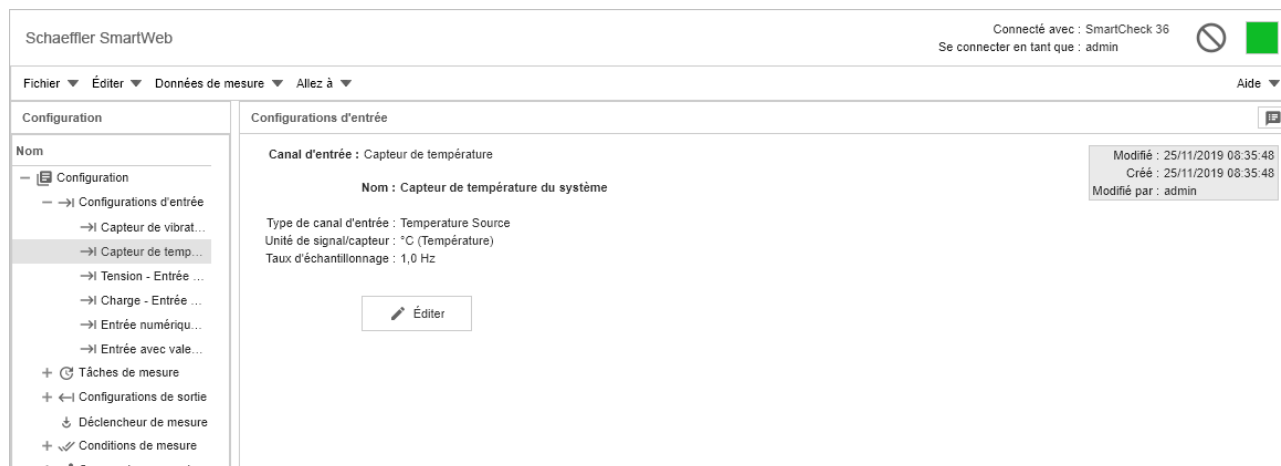 Schaeffler SmartWeb
Connecté avec : SmartCheck 36
Se connecter en tant que : admin
Fichier Éditer Données de mesure Allez à Aide
Configuration
Nom
Configuration
Configurations d'entrée
Capteur de vibrat...
Capteur de temp...
Tension - Entrée ...
Charge - Entrée ...
Entrée numériqu...
Entrée avec vale...
Tâches de mesure
Configurations de sortie
Déclencheur de mesure
Conditions de mesure
Configurations d'entrée
Canal d'entrée : Capteur de température
Nom : Capteur de température du système
Type de canal d'entrée : Temperature Source
Unité de signal/capteur : °C (Température)
Taux d'échantillonnage : 1,0 Hz
Éditer
Modifié : 25/11/2019 08:35:48
Créé : 25/11/2019 08:35:48
Modifié par : admin